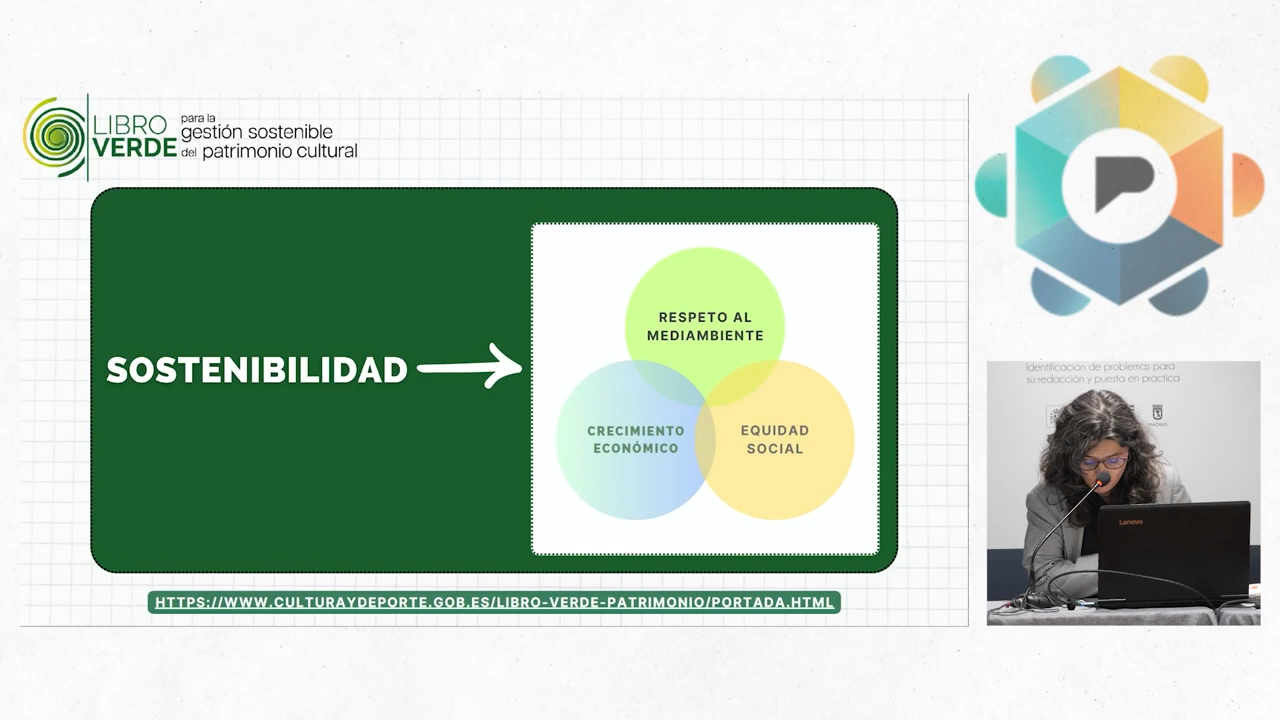 LIBRO
VERDE
para la
gestión sostenible
del patrimonio cultural
SOSTENIBILIDAD
RESPETO AL
MEDIAMBIENTE
CRECIMIENTO
ECONÓMICO
EQUIDAD
SOCIAL
HTTPS://WWW.CULTURAYDEPORTE.GOB.ES/LIBRO-VERDE-PATRIMONIO/PORTADA.HTML
P
Identificación de problemas para
su redacción y puesta en práctica
MADRID
Lenovo